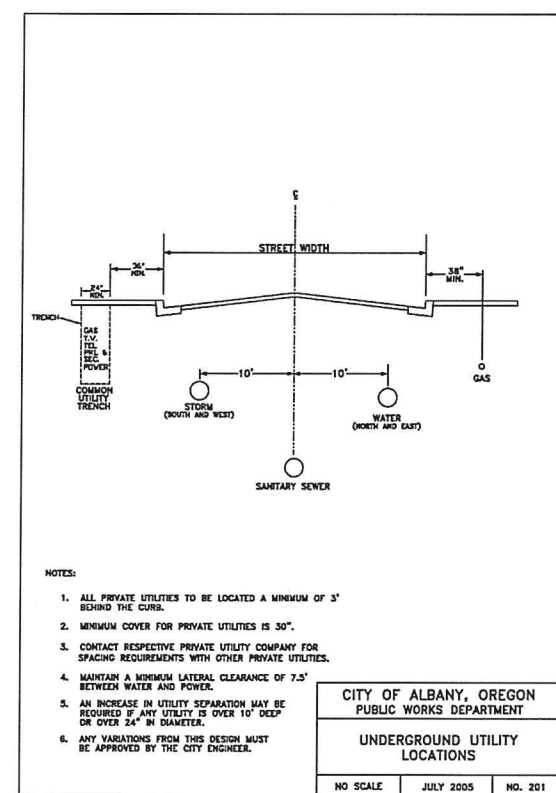 ℄
STREET WIDTH
36"
MIN.
38"
MIN.
24"
MIN.
TRENCH
GAS
T.V.
TEL
PRI. &
SEC.
POWER
COMMON
UTILITY
TRENCH
10'
10'
GAS
STORM
(SOUTH AND WEST)
WATER
(NORTH AND EAST)
SANITARY SEWER
NOTES:
1. ALL PRIVATE UTILITIES TO BE LOCATED A MINIMUM OF 3'
BEHIND THE CURB.
2. MINIMUM COVER FOR PRIVATE UTILITIES IS 30".
3. CONTACT RESPECTIVE PRIVATE UTILITY COMPANY FOR
SPACING REQUIREMENTS WITH OTHER PRIVATE UTILITIES.
4. MAINTAIN A MINIMUM LATERAL CLEARANCE OF 7.5'
BETWEEN WATER AND POWER.
5. AN INCREASE IN UTILITY SEPARATION MAY BE
REQUIRED IF ANY UTILITY IS OVER 10' DEEP
OR OVER 24" IN DIAMETER.
6. ANY VARIATIONS FROM THIS DESIGN MUST
BE APPROVED BY THE CITY ENGINEER.
CITY OF ALBANY, OREGON
PUBLIC WORKS DEPARTMENT
UNDERGROUND UTILITY
LOCATIONS
NO SCALE JULY 2005 NO. 201